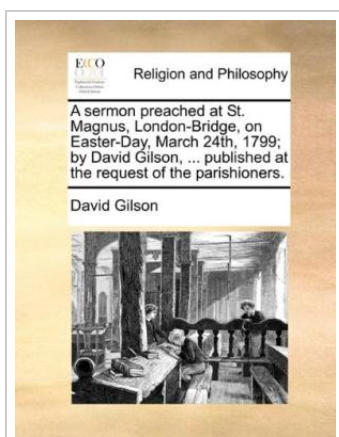 ECCO
Religion and Philosophy
A sermon preached at St.
Magnus, London-Bridge, on
Easter-Day, March 24th, 1799;
by David Gilson, ... published at
the request of the parishioners.
David Gilson